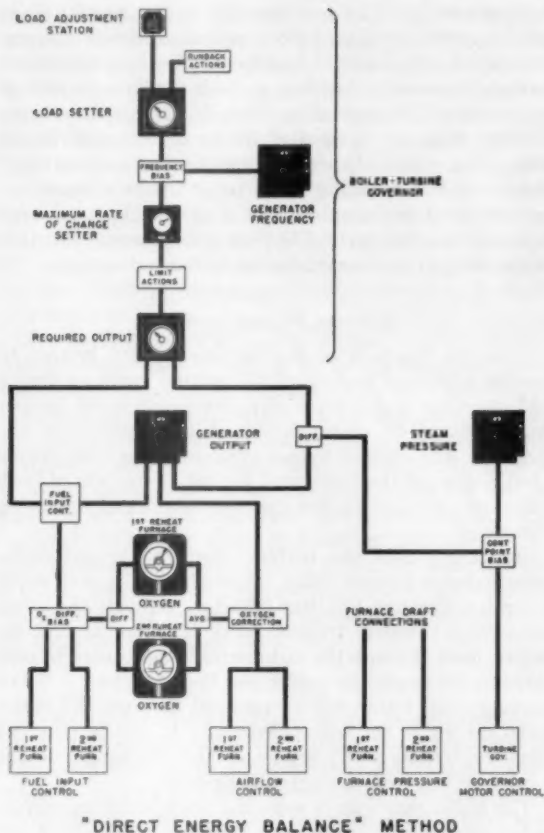 LOAD ADJUSTMENT
STATION
RUNBACK
ACTIONS
LOAD SETTER
FREQUENCY
BIAS
GENERATOR
FREQUENCY
BOILER-TURBINE
GOVERNOR
MAXIMUM RATE
OF CHANGE
SETTER
LIMIT
ACTIONS
REQUIRED OUTPUT
GENERATOR
OUTPUT
DIFF.
STEAM
PRESSURE
FUEL
INPUT
CONT.
1ST REHEAT
FURNACE
OXYGEN
CONT
POINT
BIAS
O2 DIFF.
BIAS
DIFF
2ND REHEAT
FURNACE
AVG
OXYGEN
CORRECTION
FURNACE DRAFT
CONNECTIONS
OXYGEN
1ST
REHEAT
FURN.
2ND
REHEAT
FURN.
1ST
REHEAT
FURN.
2ND
REHEAT
FURN.
1ST
REHEAT
FURN.
2ND
REHEAT
FURN.
TURBINE
GOV.
FUEL INPUT
CONTROL
AIRFLOW
CONTROL
FURNACE PRESSURE
CONTROL
GOVERNOR
MOTOR CONTROL
"DIRECT ENERGY BALANCE" METHOD